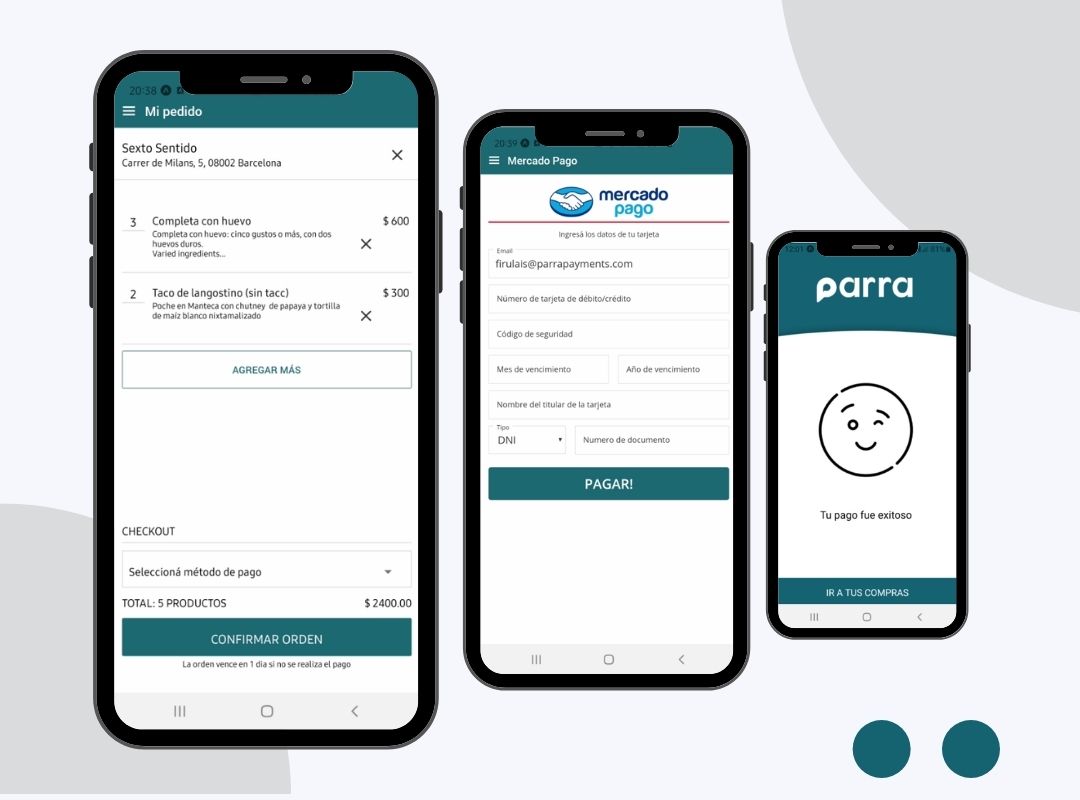 20:38
Mi pedido
Sexto Sentido
Carrer de Milans, 5, 08002 Barcelona
3 Completa con huevo $ 600
Completa con huevo: cinco gustos o más, con dos
huevos duros.
Varied ingredients...
2 Taco de langostino (sin tacc) $ 300
Poche en Manteca con chutney de papaya y tortilla
de maíz blanco nixtamalizado
AGREGAR MÁS
CHECKOUT
Seleccioná método de pago
TOTAL: 5 PRODUCTOS $ 2400.00
CONFIRMAR ORDEN
La orden vence en 1 dia si no se realiza el pago
20:39
Mercado Pago
mercado
pago
Ingresá los datos de tu tarjeta
Email
firulais@parrapayments.com
Número de tarjeta de débito/crédito
Código de seguridad
Mes de vencimiento Año de vencimiento
Nombre del titular de la tarjeta
Tipo
DNI Numero de documento
PAGAR!
12:01 81%
parra
Tu pago fue exitoso
IR A TUS COMPRAS